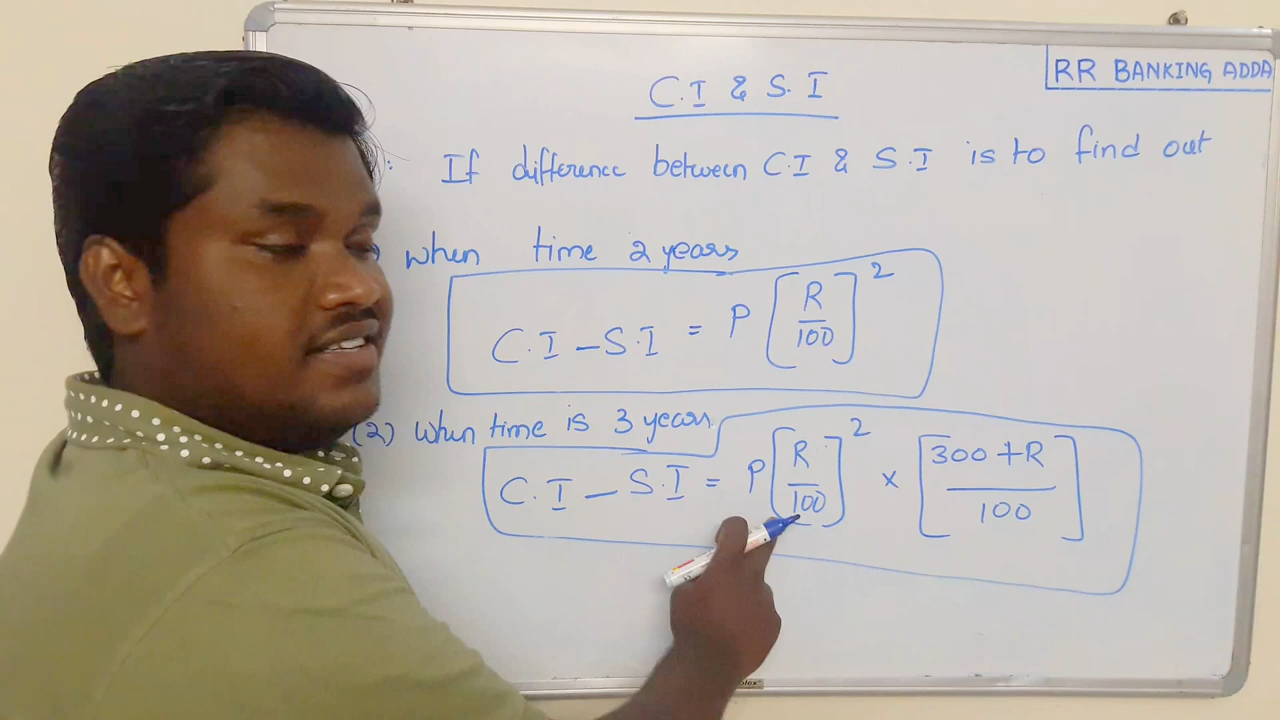 RR BANKING ADDA
C.I & S.I
: If difference between C.I & S.I is to find out
) when time 2 years
C.I - S.I = P [R/100]²
(2) when time is 3 years
C.I - S.I = P [R/100]² × [300+R/100]